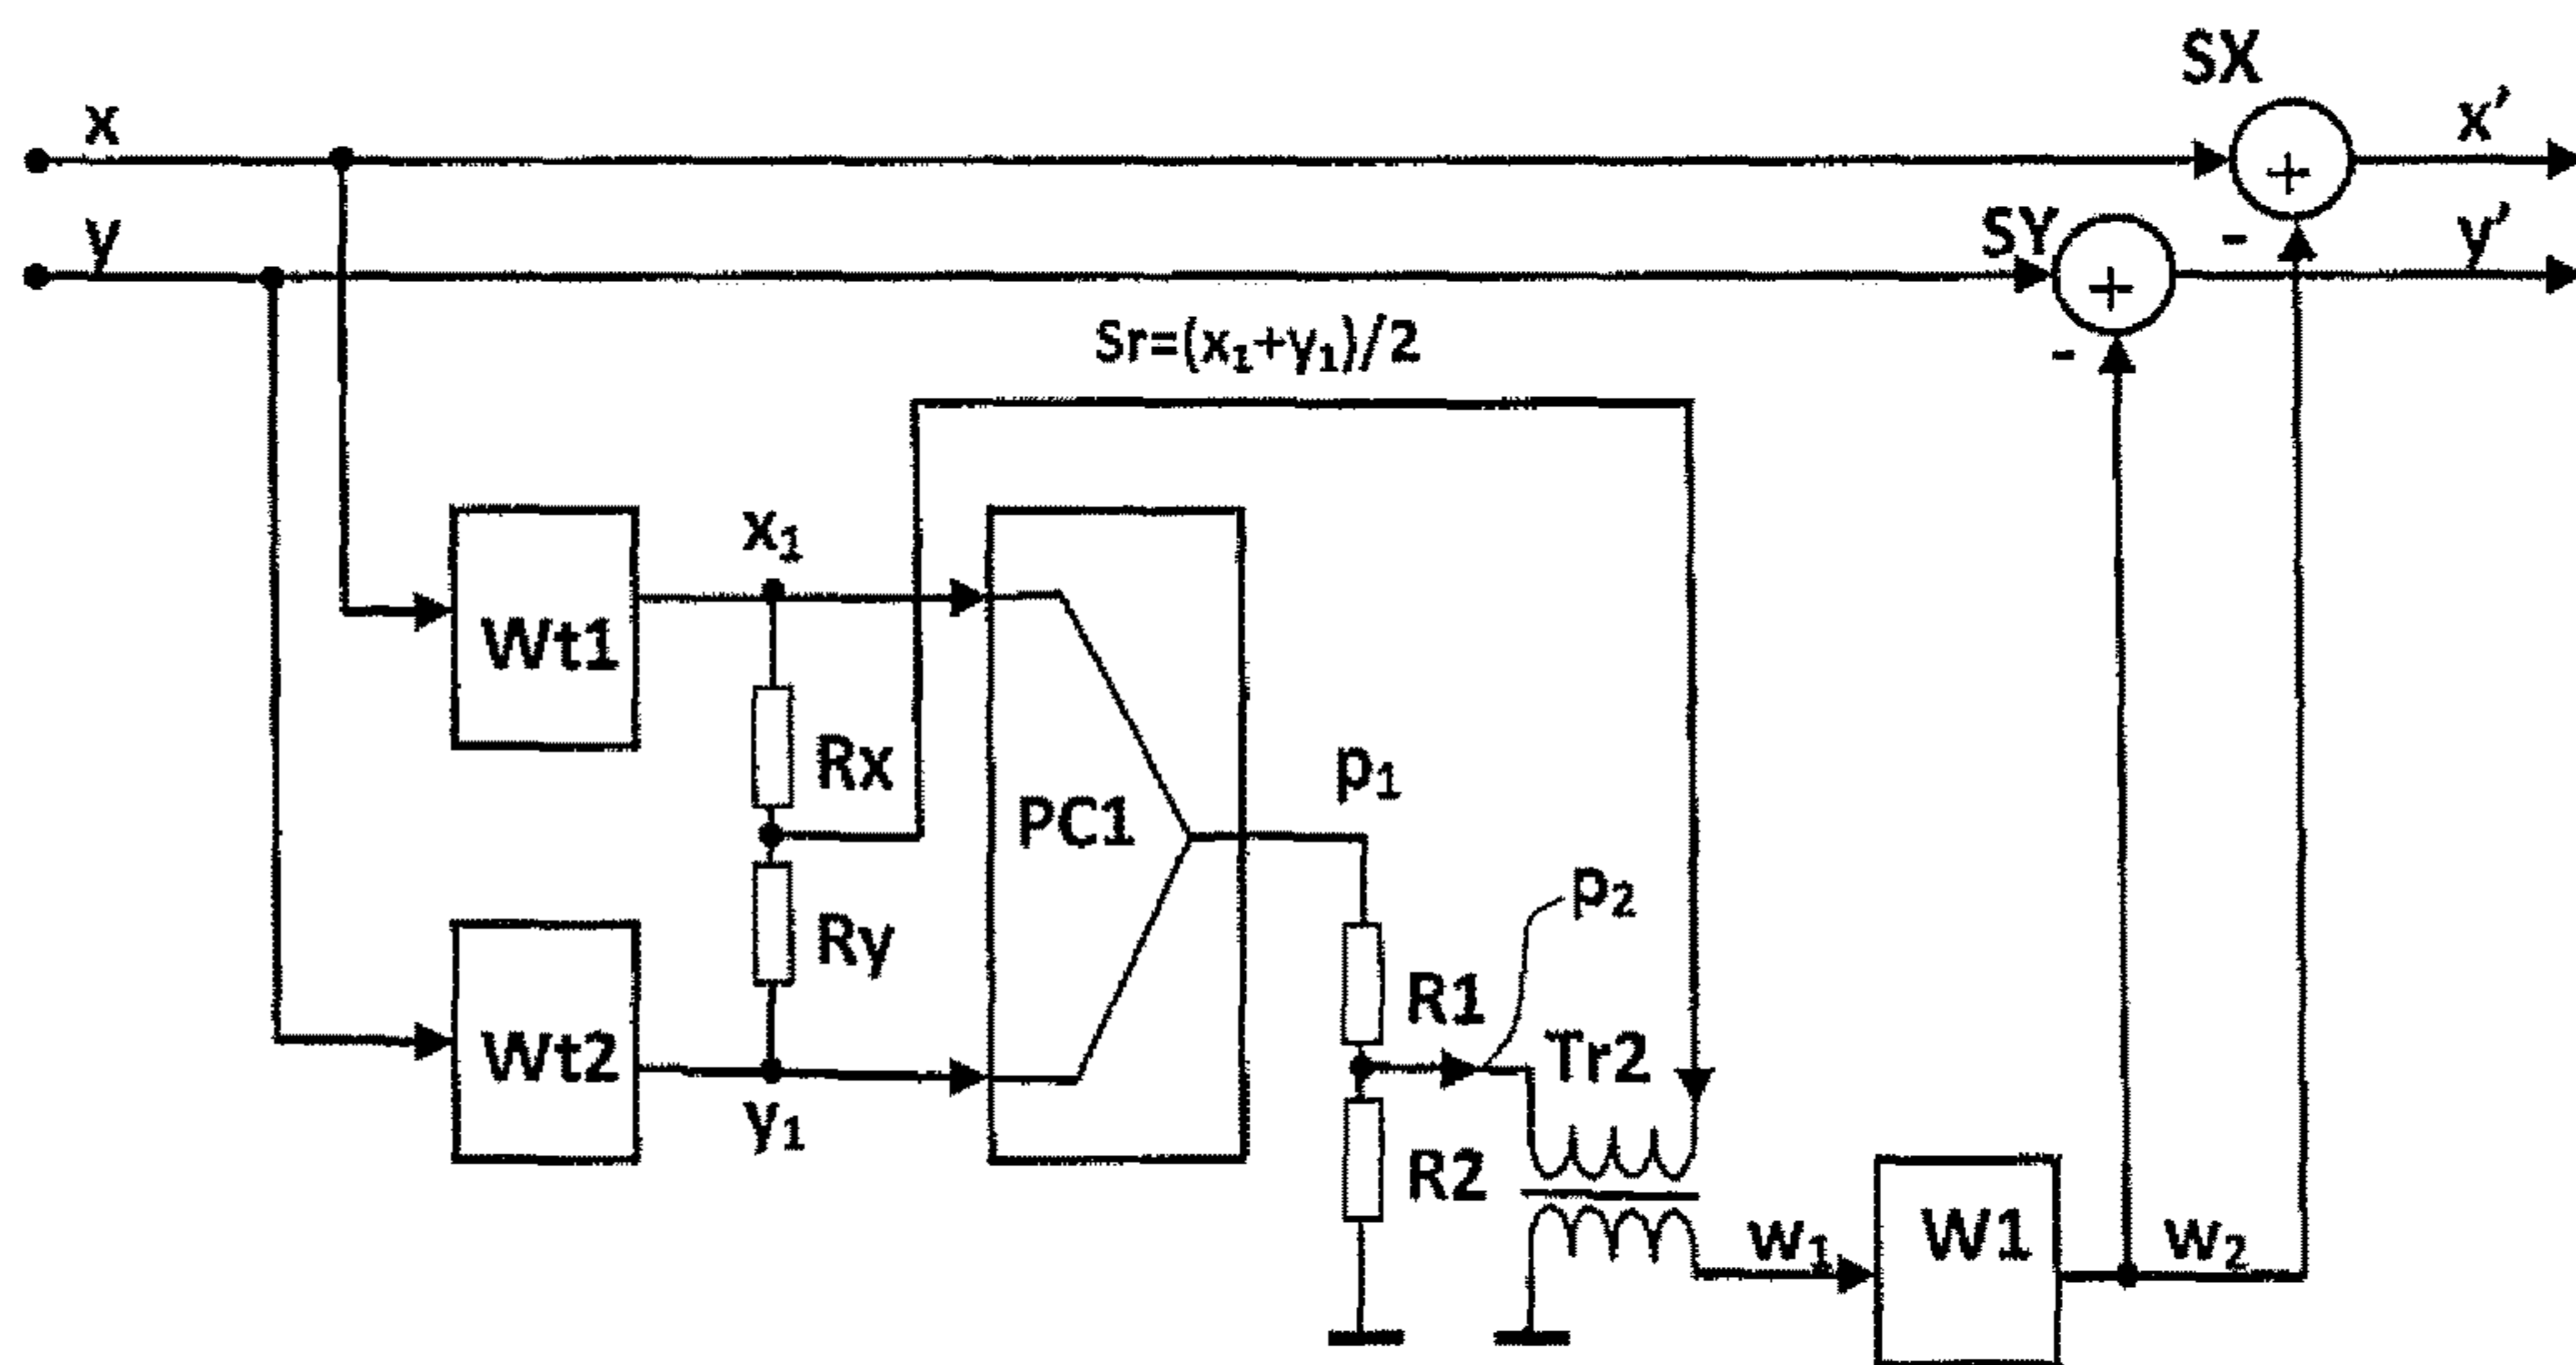 SX
x
x'
+
y
SY
-
y'
+
Sr=(x₁+y₁)/2
-
x₁
Wt1
Rx
p₁
PC1
p₂
Ry
R1
Wt2
Tr2
y₁
R2
w₁
W1
w₂